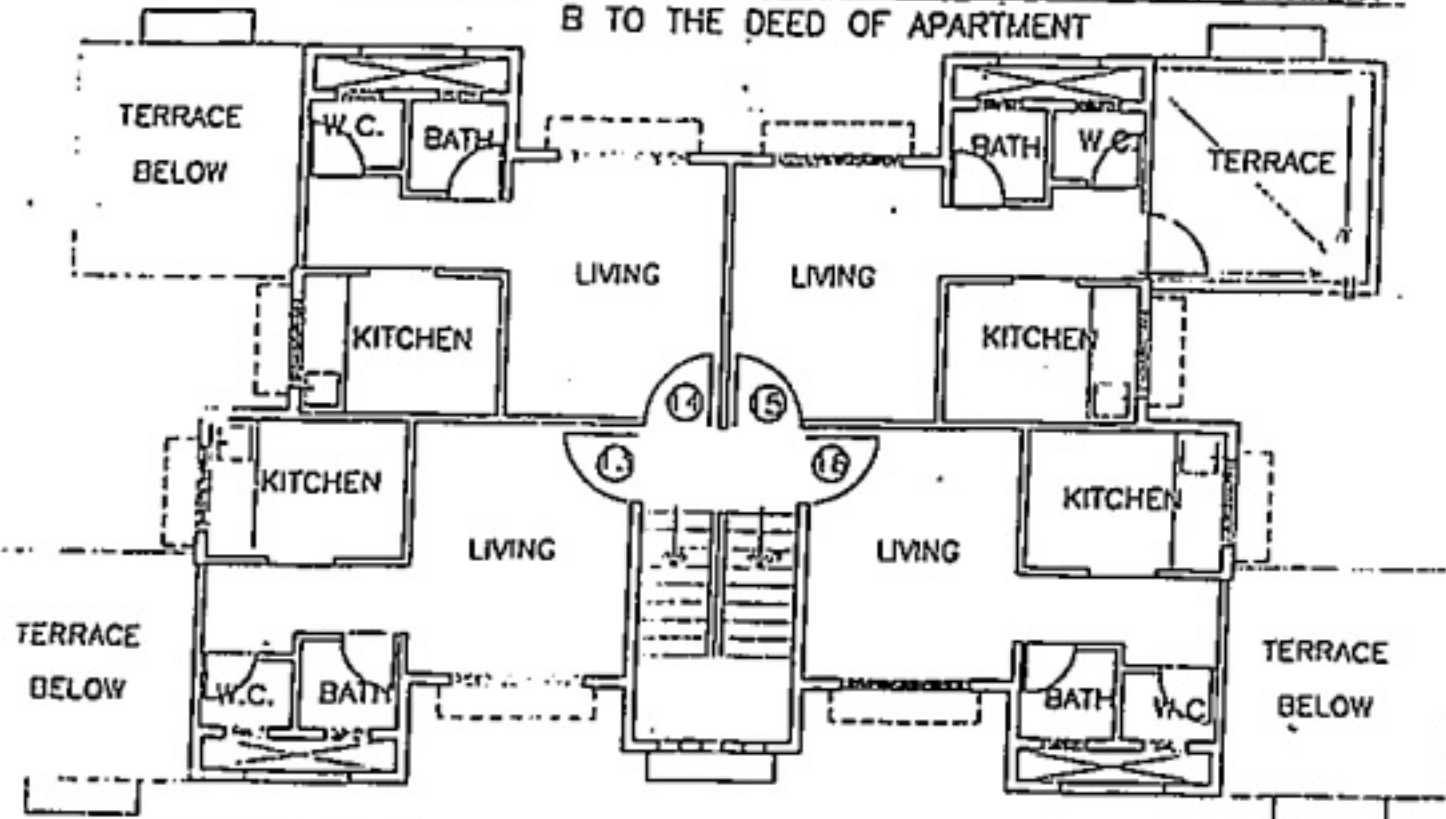 B TO THE DEED OF APARTMENT
TERRACE
BELOW
W.C.
BATH
BATH
W.C.
TERRACE
LIVING
LIVING
KITCHEN
KITCHEN
14
15
13
16
KITCHEN
KITCHEN
LIVING
LIVING
TERRACE
BELOW
W.C.
BATH
BATH
W.C
TERRACE
BELOW